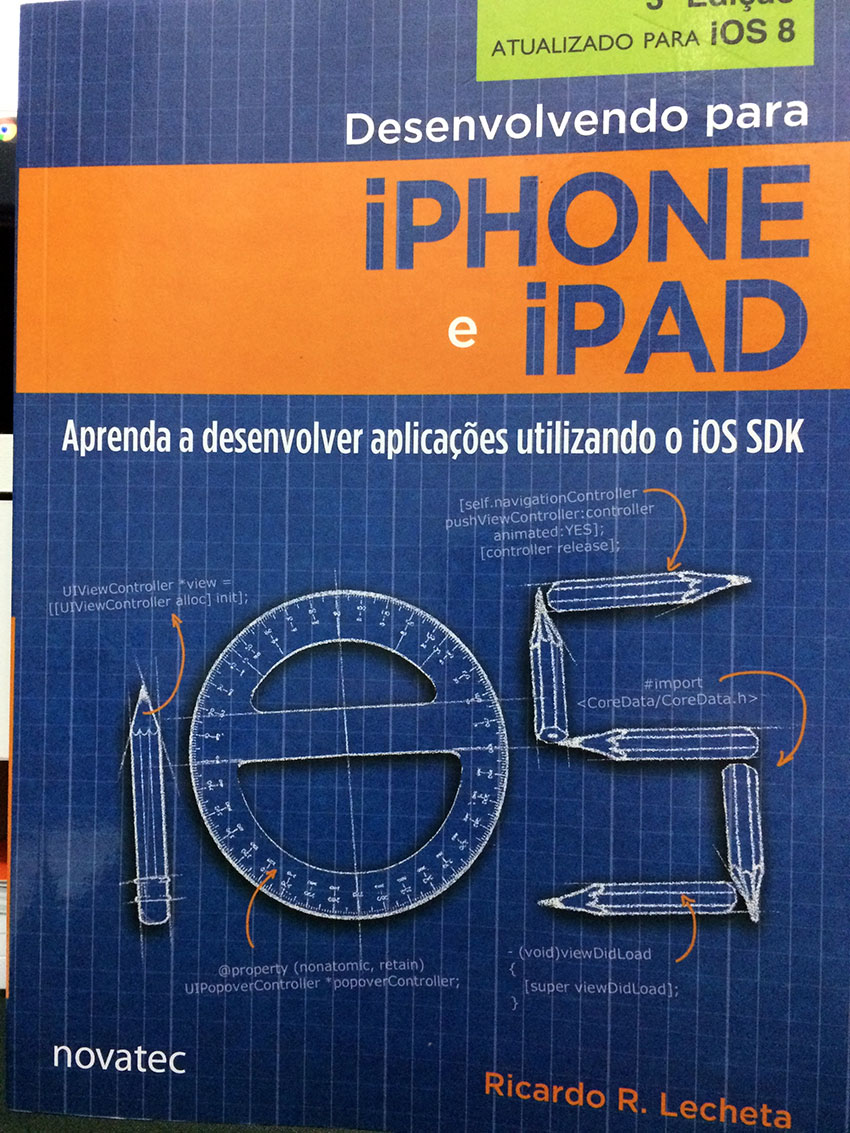 Edição
ATUALIZADO PARA iOS 8
Desenvolvendo para
iPHONE
e iPAD
Aprenda a desenvolver aplicações utilizando o iOS SDK
[self.navigationController
pushViewController:controller
animated:YES];
[controller release];
UIViewController *view =
[[UIViewController alloc] init];
#import
<CoreData/CoreData.h>
@property (nonatomic, retain)
UIPopoverController *popoverController;
- (void)viewDidLoad
{
[super viewDidLoad];
}
novatec
Ricardo R. Lecheta